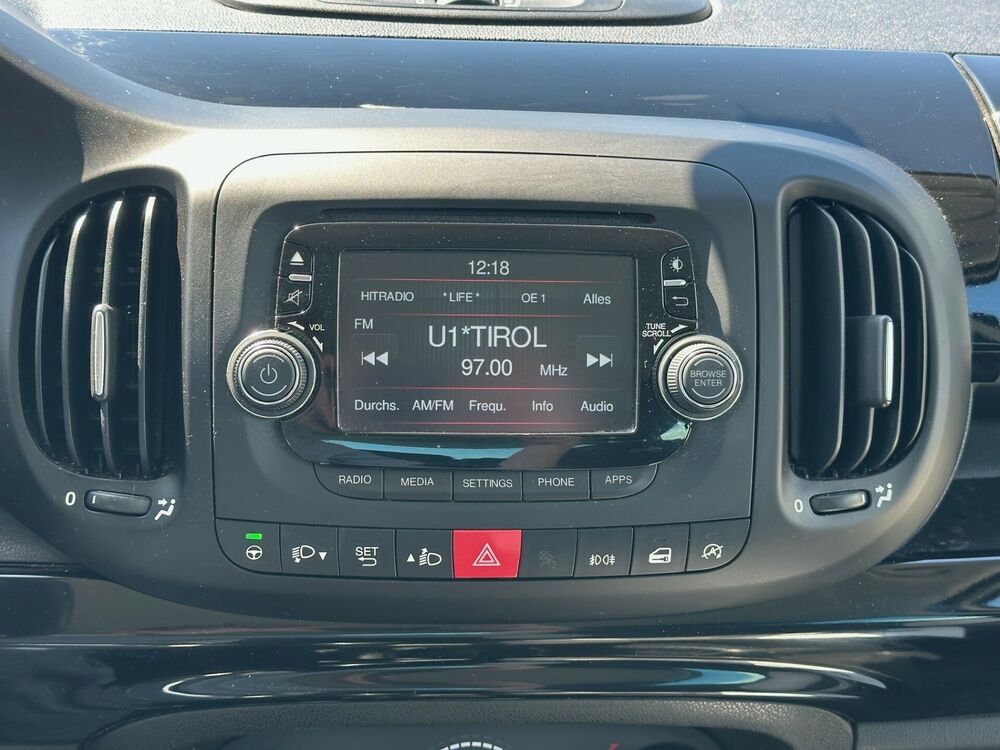 12:18
HITRADIO *LIFE* OE 1 Alles
FM
U1*TIROL
97.00 MHz
Durchs. AM/FM Frequ. Info Audio
VOL
TUNE
SCROLL
BROWSE
ENTER
RADIO MEDIA SETTINGS PHONE APPS
0
0
SET